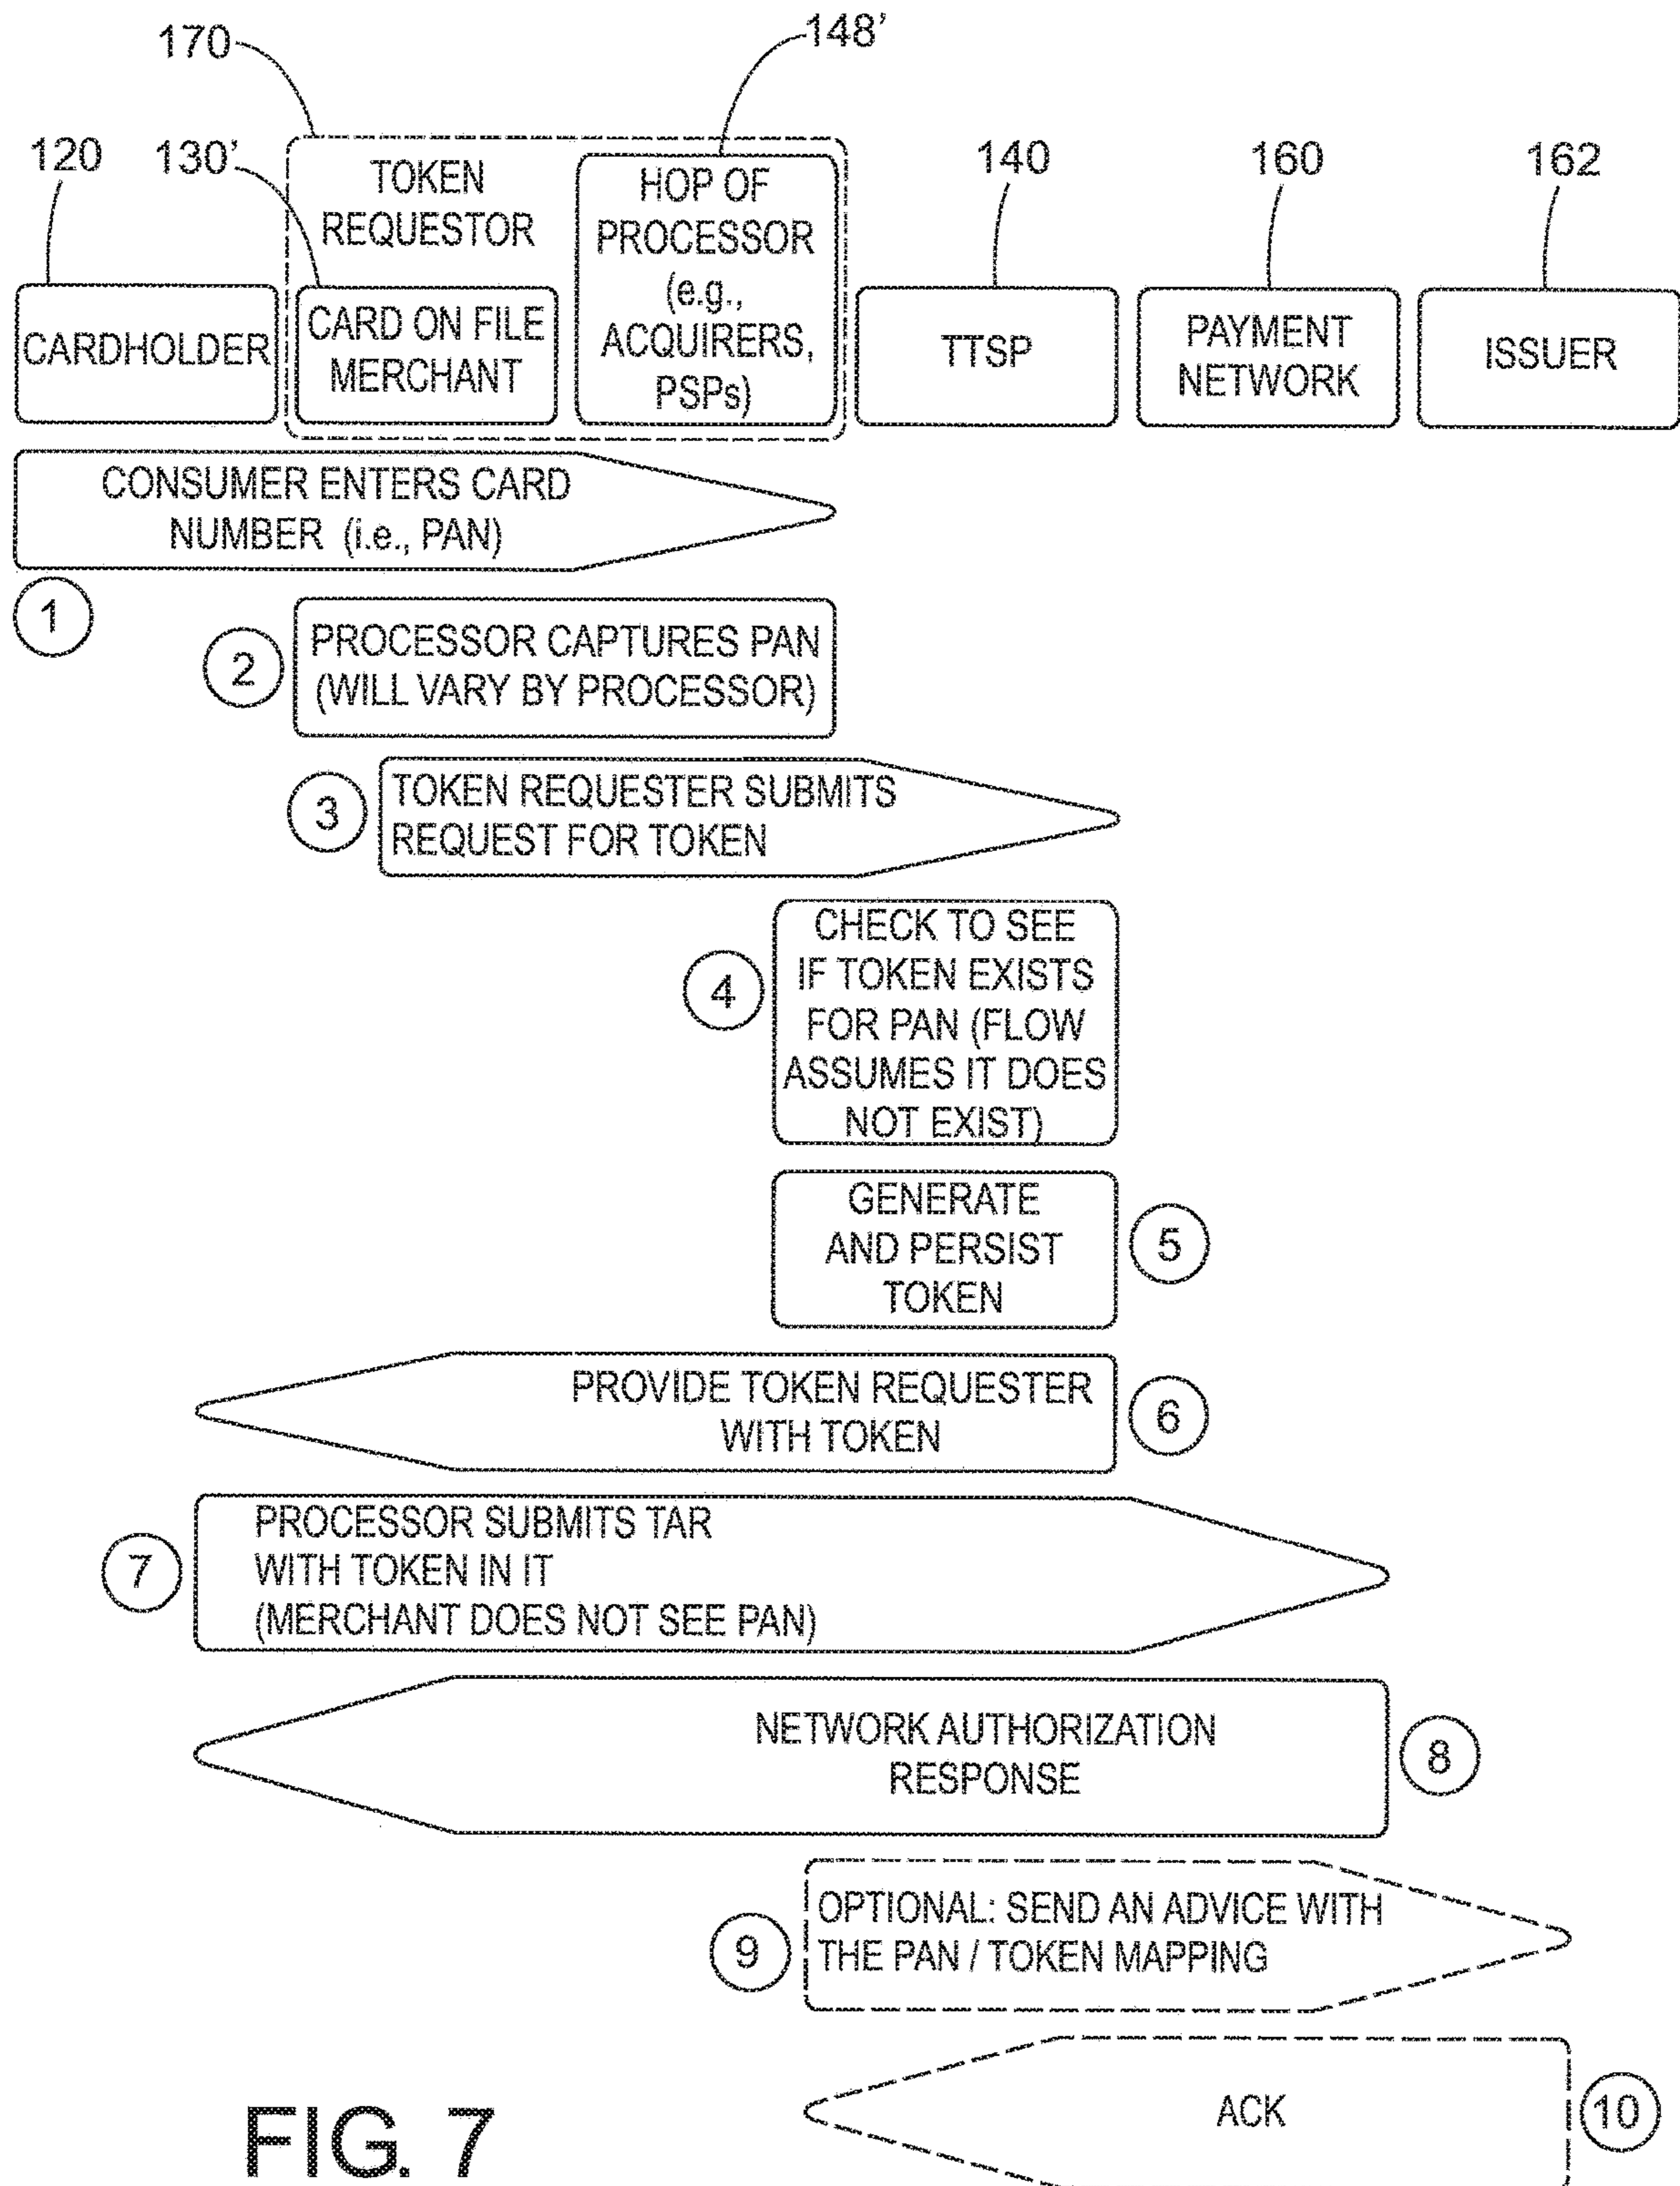 170
148'
120
130'
140
160
162
TOKEN
REQUESTOR
HOP OF
PROCESSOR
(e.g.,
ACQUIRERS,
PSPs)
CARDHOLDER
CARD ON FILE
MERCHANT
TTSP
PAYMENT
NETWORK
ISSUER
CONSUMER ENTERS CARD
NUMBER (i.e., PAN)
1
2
PROCESSOR CAPTURES PAN
(WILL VARY BY PROCESSOR)
3
TOKEN REQUESTER SUBMITS
REQUEST FOR TOKEN
4
CHECK TO SEE
IF TOKEN EXISTS
FOR PAN (FLOW
ASSUMES IT DOES
NOT EXIST)
GENERATE
AND PERSIST
TOKEN
5
PROVIDE TOKEN REQUESTER
WITH TOKEN
6
7
PROCESSOR SUBMITS TAR
WITH TOKEN IN IT
(MERCHANT DOES NOT SEE PAN)
NETWORK AUTHORIZATION
RESPONSE
8
9
OPTIONAL: SEND AN ADVICE WITH
THE PAN / TOKEN MAPPING
ACK
10
FIG. 7